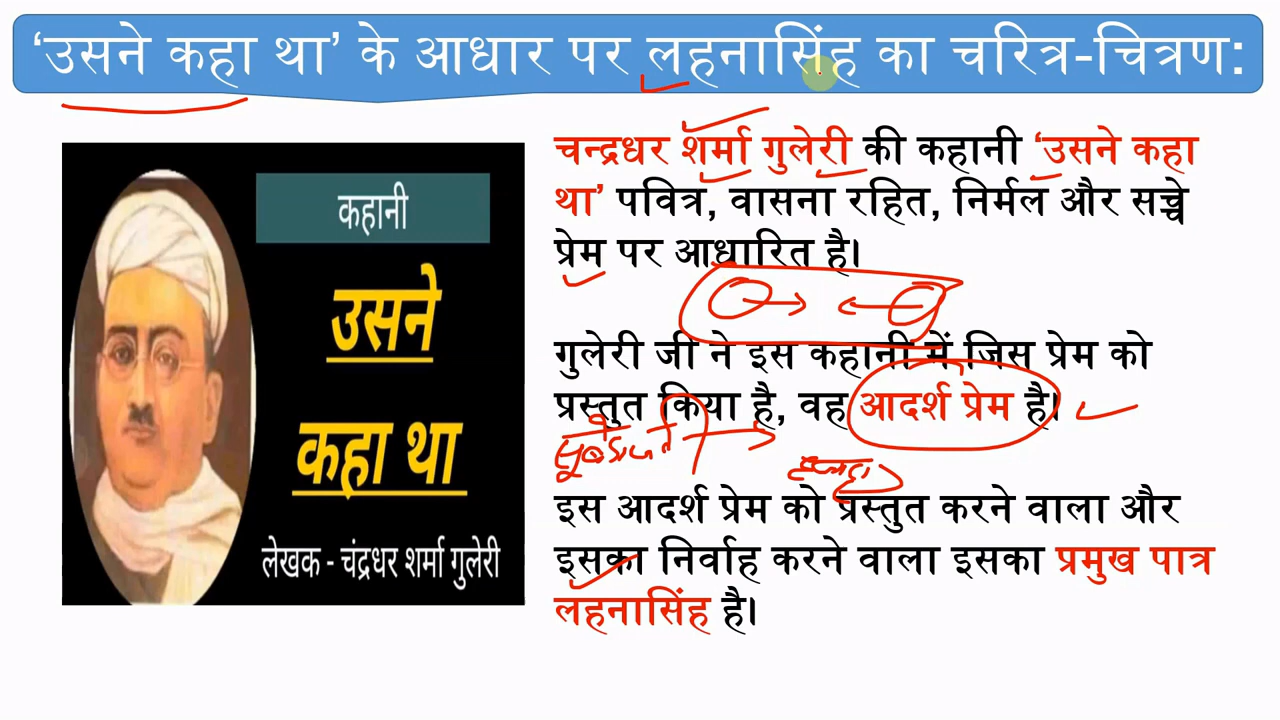 ‘उसने कहा था’ के आधार पर लहनासिंह का चरित्र-चित्रण:
कहानी
उसने
कहा था
लेखक - चंद्रधर शर्मा गुलेरी
चन्द्रधर शर्मा गुलेरी की कहानी ‘उसने कहा
था’ पवित्र, वासना रहित, निर्मल और सच्चे
प्रेम पर आधारित है।
गुलेरी जी ने इस कहानी में जिस प्रेम को
प्रस्तुत किया है, वह आदर्श प्रेम है।
इस आदर्श प्रेम को प्रस्तुत करने वाला और
इसका निर्वाह करने वाला इसका प्रमुख पात्र
लहनासिंह है।